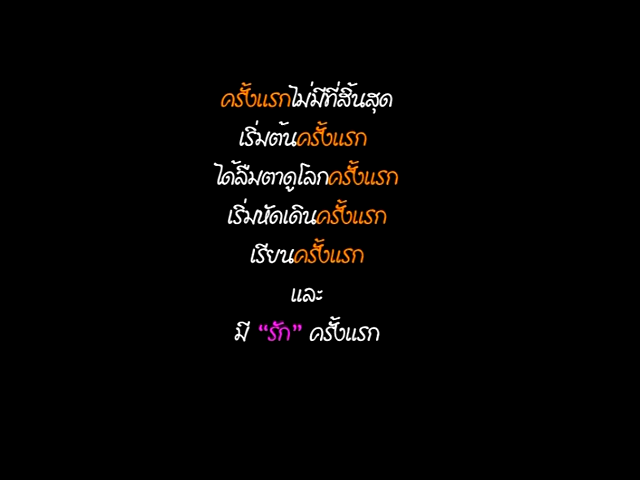 ครั้งแรกไม่มีที่สิ้นสุด
เริ่มต้นครั้งแรก
ได้ลืมตาดูโลกครั้งแรก
เริ่มหัดเดินครั้งแรก
เรียนครั้งแรก
และ
มี “รัก” ครั้งแรก